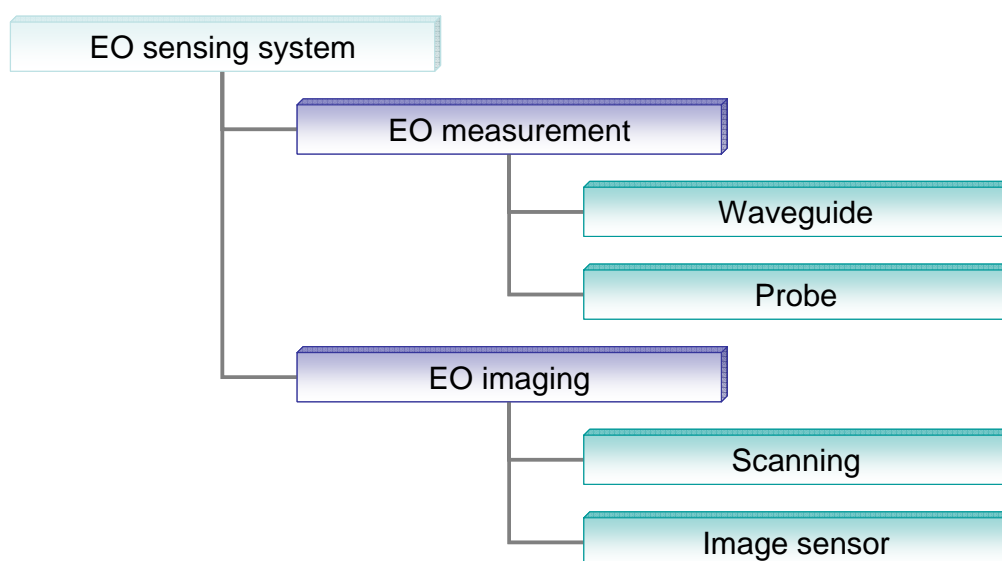 EO sensing system
EO measurement
Waveguide
Probe
EO imaging
Scanning
Image sensor